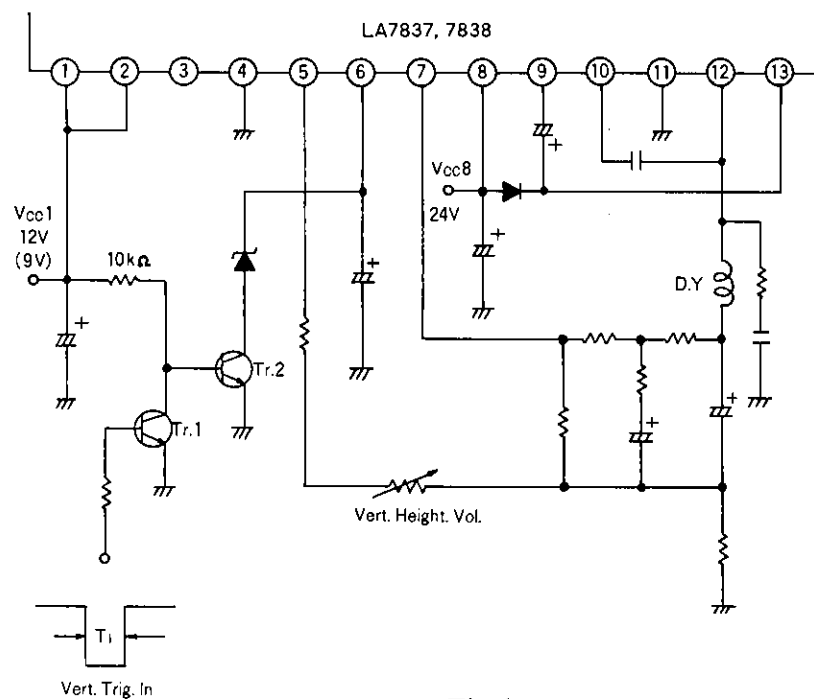 LA7837, 7838
1 2 3 4 5 6 7 8 9 10 11 12 13
Vcc1
12V
(9V)
10kΩ
Vcc8
24V
D.Y
Tr.2
Tr.1
Vert. Height. Vol.
Ti
Vert. Trig. In